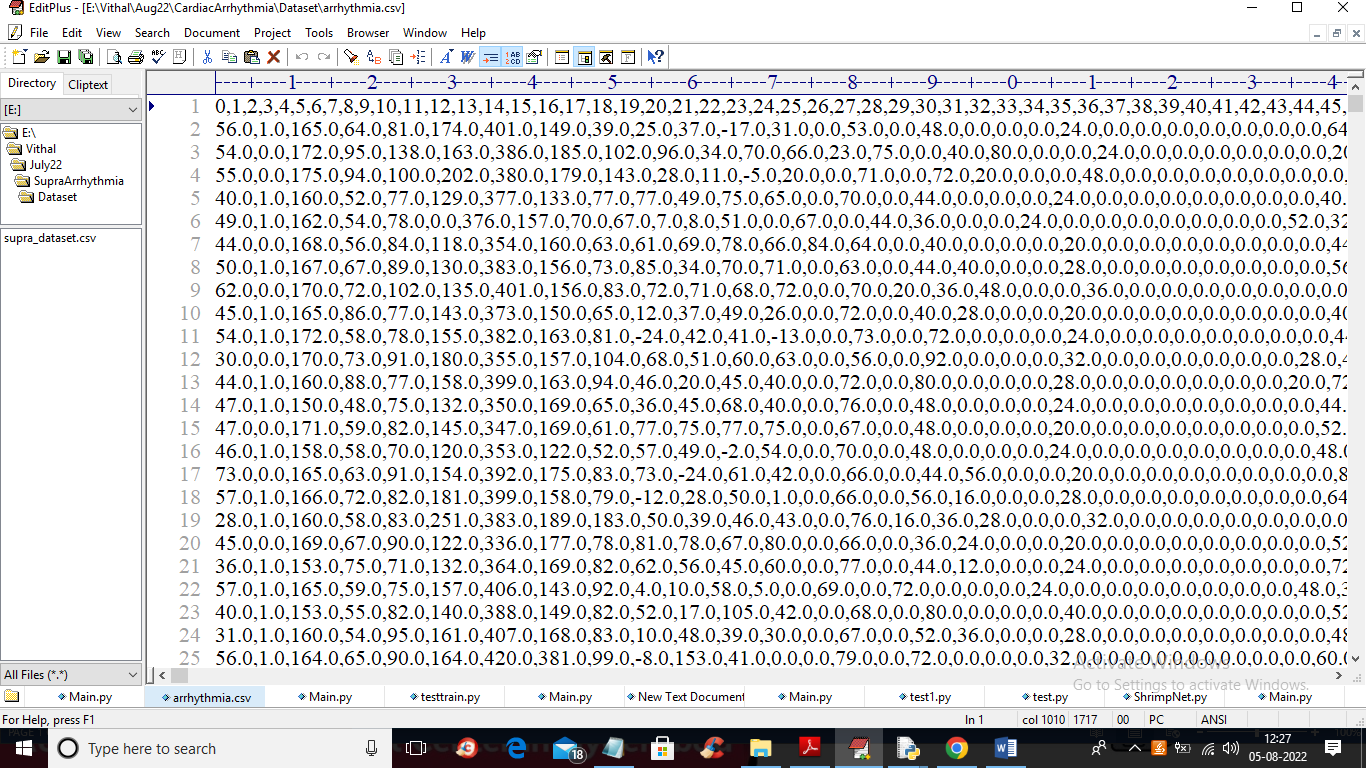 EditPlus - [E:\Vithal\Aug22\CardiacArrhythmia\Dataset\arrhythmia.csv]
File Edit View Search Document Project Tools Browser Window Help
Directory Cliptext
[E:]
E:\
Vithal
July22
SupraArrhythmia
Dataset
supra_dataset.csv
All Files (*.*)
----+----1----+----2----+----3----+----4----+----5----+----6----+----7----+----8----+----9----+----0----+----1----+----2----+----3----+----4-
1 0,1,2,3,4,5,6,7,8,9,10,11,12,13,14,15,16,17,18,19,20,21,22,23,24,25,26,27,28,29,30,31,32,33,34,35,36,37,38,39,40,41,42,43,44,45,
2 56.0,1.0,165.0,64.0,81.0,174.0,401.0,149.0,39.0,25.0,37.0,-17.0,31.0,0.0,53.0,0.0,48.0,0.0,0.0,0.0,24.0,0.0,0.0,0.0,0.0,0.0,0.0,0.0,64
3 54.0,0.0,172.0,95.0,138.0,163.0,386.0,185.0,102.0,96.0,34.0,70.0,66.0,23.0,75.0,0.0,40.0,80.0,0.0,0.0,24.0,0.0,0.0,0.0,0.0,0.0,0.0,0.0,20
4 55.0,0.0,175.0,94.0,100.0,202.0,380.0,179.0,143.0,28.0,11.0,-5.0,20.0,0.0,71.0,0.0,72.0,20.0,0.0,0.0,48.0,0.0,0.0,0.0,0.0,0.0,0.0,0.0,
5 40.0,1.0,160.0,52.0,77.0,129.0,377.0,133.0,77.0,77.0,49.0,75.0,65.0,0.0,70.0,0.0,44.0,0.0,0.0,0.0,24.0,0.0,0.0,0.0,0.0,0.0,0.0,0.0,40.
6 49.0,1.0,162.0,54.0,78.0,0.0,376.0,157.0,70.0,67.0,7.0,8.0,51.0,0.0,67.0,0.0,44.0,36.0,0.0,0.0,24.0,0.0,0.0,0.0,0.0,0.0,0.0,0.0,52.0,32
7 44.0,0.0,168.0,56.0,84.0,118.0,354.0,160.0,63.0,61.0,69.0,78.0,66.0,84.0,64.0,0.0,40.0,0.0,0.0,0.0,20.0,0.0,0.0,0.0,0.0,0.0,0.0,0.0,44
8 50.0,1.0,167.0,67.0,89.0,130.0,383.0,156.0,73.0,85.0,34.0,70.0,71.0,0.0,63.0,0.0,44.0,40.0,0.0,0.0,28.0,0.0,0.0,0.0,0.0,0.0,0.0,0.0,56
9 62.0,0.0,170.0,72.0,102.0,135.0,401.0,156.0,83.0,72.0,71.0,68.0,72.0,0.0,70.0,20.0,36.0,48.0,0.0,0.0,36.0,0.0,0.0,0.0,0.0,0.0,0.0,0.0
10 45.0,1.0,165.0,86.0,77.0,143.0,373.0,150.0,65.0,12.0,37.0,49.0,26.0,0.0,72.0,0.0,40.0,28.0,0.0,0.0,20.0,0.0,0.0,0.0,0.0,0.0,0.0,0.0,40
11 54.0,1.0,172.0,58.0,78.0,155.0,382.0,163.0,81.0,-24.0,42.0,41.0,-13.0,0.0,73.0,0.0,72.0,0.0,0.0,0.0,24.0,0.0,0.0,0.0,0.0,0.0,0.0,0.0,4
12 30.0,0.0,170.0,73.0,91.0,180.0,355.0,157.0,104.0,68.0,51.0,60.0,63.0,0.0,56.0,0.0,92.0,0.0,0.0,0.0,32.0,0.0,0.0,0.0,0.0,0.0,0.0,28.0,4
13 44.0,1.0,160.0,88.0,77.0,158.0,399.0,163.0,94.0,46.0,20.0,45.0,40.0,0.0,72.0,0.0,80.0,0.0,0.0,0.0,28.0,0.0,0.0,0.0,0.0,0.0,0.0,20.0,72
14 47.0,1.0,150.0,48.0,75.0,132.0,350.0,169.0,65.0,36.0,45.0,68.0,40.0,0.0,76.0,0.0,48.0,0.0,0.0,0.0,24.0,0.0,0.0,0.0,0.0,0.0,0.0,0.0,44.
15 47.0,0.0,171.0,59.0,82.0,145.0,347.0,169.0,61.0,77.0,75.0,77.0,75.0,0.0,67.0,0.0,48.0,0.0,0.0,0.0,20.0,0.0,0.0,0.0,0.0,0.0,0.0,0.0,52.
16 46.0,1.0,158.0,58.0,70.0,120.0,353.0,122.0,52.0,57.0,49.0,-2.0,54.0,0.0,70.0,0.0,48.0,0.0,0.0,0.0,24.0,0.0,0.0,0.0,0.0,0.0,0.0,0.0,48.0
17 73.0,0.0,165.0,63.0,91.0,154.0,392.0,175.0,83.0,73.0,-24.0,61.0,42.0,0.0,66.0,0.0,44.0,56.0,0.0,0.0,20.0,0.0,0.0,0.0,0.0,0.0,0.0,0.0,8
18 57.0,1.0,166.0,72.0,82.0,181.0,399.0,158.0,79.0,-12.0,28.0,50.0,1.0,0.0,66.0,0.0,56.0,16.0,0.0,0.0,28.0,0.0,0.0,0.0,0.0,0.0,0.0,0.0,64
19 28.0,1.0,160.0,58.0,83.0,251.0,383.0,189.0,183.0,50.0,39.0,46.0,43.0,0.0,76.0,16.0,36.0,28.0,0.0,0.0,32.0,0.0,0.0,0.0,0.0,0.0,0.0,0.0
20 45.0,0.0,169.0,67.0,90.0,122.0,336.0,177.0,78.0,81.0,78.0,67.0,80.0,0.0,66.0,0.0,36.0,24.0,0.0,0.0,20.0,0.0,0.0,0.0,0.0,0.0,0.0,0.0,52
21 36.0,1.0,153.0,75.0,71.0,132.0,364.0,169.0,82.0,62.0,56.0,45.0,60.0,0.0,77.0,0.0,44.0,12.0,0.0,0.0,24.0,0.0,0.0,0.0,0.0,0.0,0.0,0.0,72
22 57.0,1.0,165.0,59.0,75.0,157.0,406.0,143.0,92.0,4.0,10.0,58.0,5.0,0.0,69.0,0.0,72.0,0.0,0.0,0.0,24.0,0.0,0.0,0.0,0.0,0.0,0.0,48.0,3
23 40.0,1.0,153.0,55.0,82.0,140.0,388.0,149.0,82.0,52.0,17.0,105.0,42.0,0.0,68.0,0.0,80.0,0.0,0.0,0.0,40.0,0.0,0.0,0.0,0.0,0.0,0.0,0.0,52
24 31.0,1.0,160.0,54.0,95.0,161.0,407.0,168.0,83.0,10.0,48.0,39.0,30.0,0.0,67.0,0.0,52.0,36.0,0.0,0.0,28.0,0.0,0.0,0.0,0.0,0.0,0.0,0.0,48
25 56.0,1.0,164.0,65.0,90.0,164.0,420.0,381.0,99.0,-8.0,153.0,41.0,0.0,0.0,79.0,0.0,72.0,0.0,0.0,0.0,32.0,0.0,0.0,0.0,0.0,0.0,0.0,60.0
Activate Windows
Go to Settings to activate Windows.
Main.py arrhythmia.csv Main.py testtrain.py Main.py New Text Document Main.py test1.py test.py ShrimpNet.py Main.py
For Help, press F1 ln 1 col 1010 1717 00 PC ANSI
Type here to search
18
12:27
05-08-2022